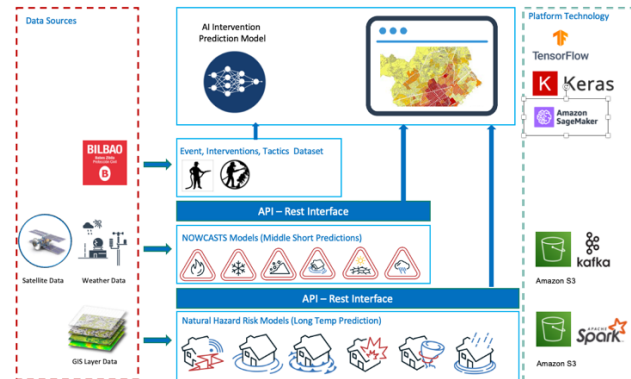 Data Sources
Platform Technology
AI Intervention
Prediction Model
TensorFlow
K Keras
Amazon
SageMaker
BILBAO
B
Event, Interventions, Tactics Dataset
API – Rest Interface
NOWCASTS Models (Middle Short Predictions)
Satellite Data
Weather Data
kafka
Amazon S3
API – Rest Interface
Natural Hazard Risk Models (Long Temp Prediction)
GIS Layer Data
APACHE
Spark
Amazon S3